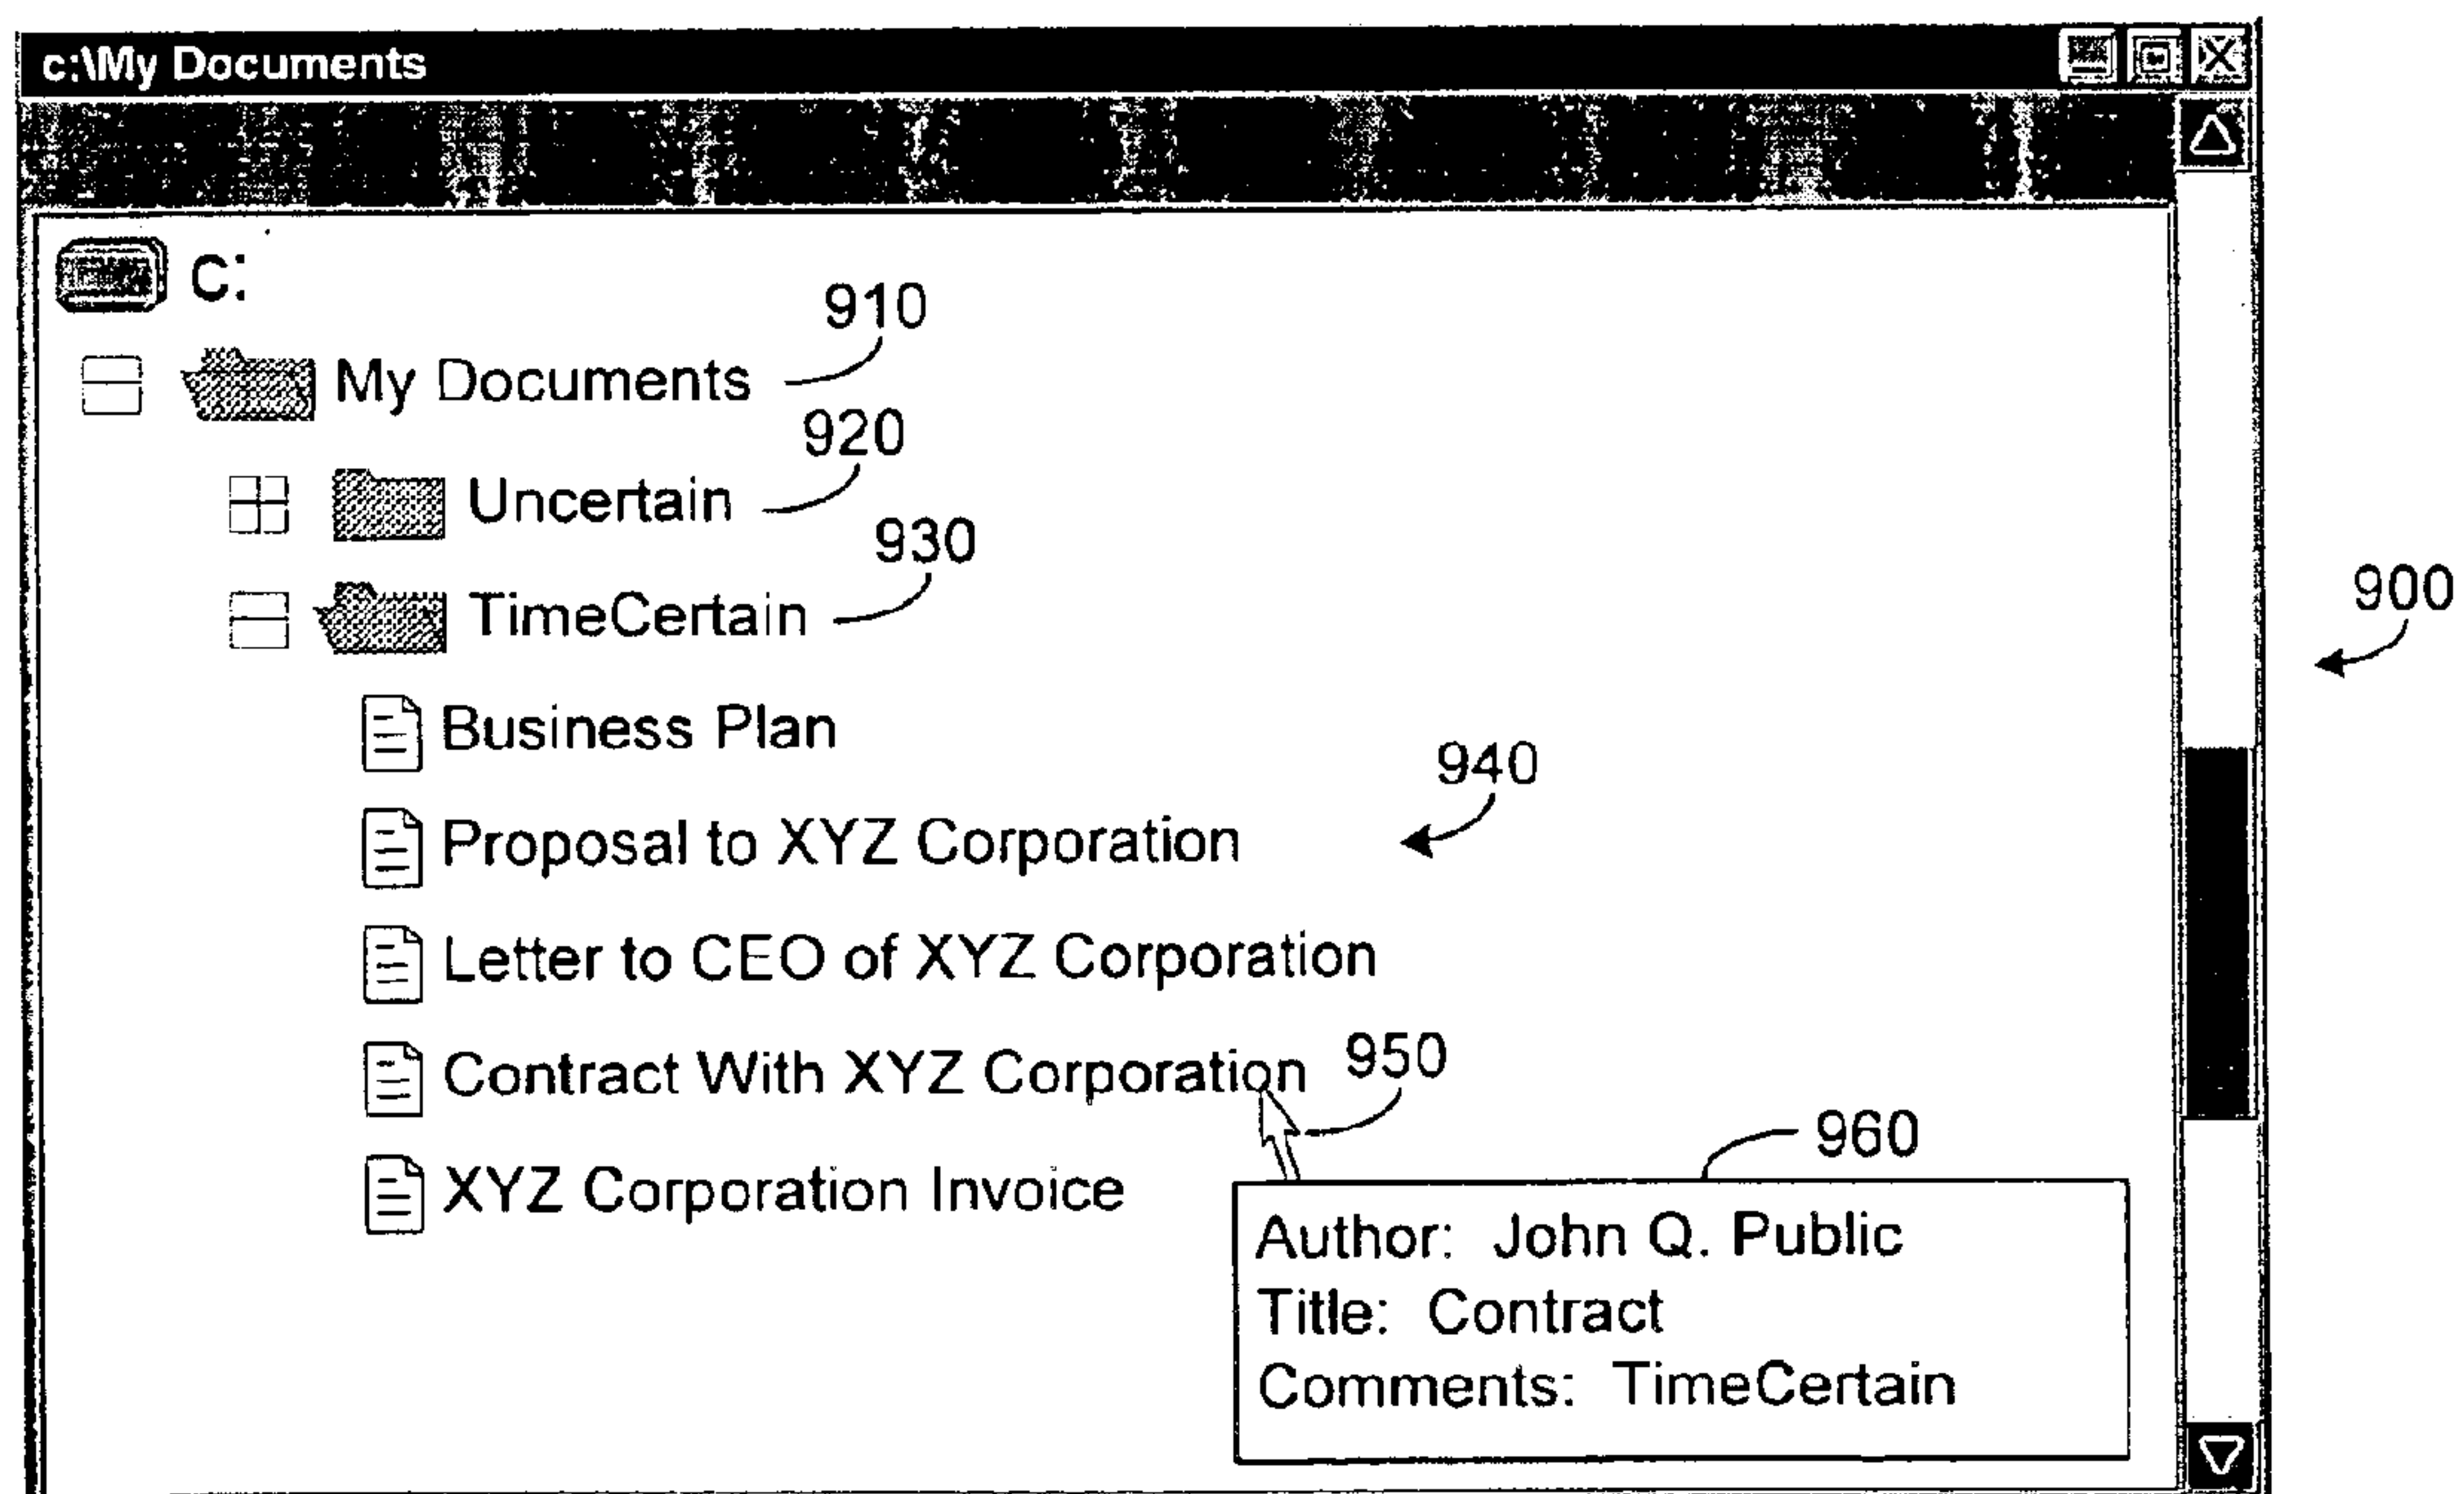 c:\My Documents
C:
910
My Documents
920
Uncertain
930
TimeCertain
900
Business Plan
940
Proposal to XYZ Corporation
Letter to CEO of XYZ Corporation
Contract With XYZ Corporation 950
960
XYZ Corporation Invoice
Author: John Q. Public
Title: Contract
Comments: TimeCertain